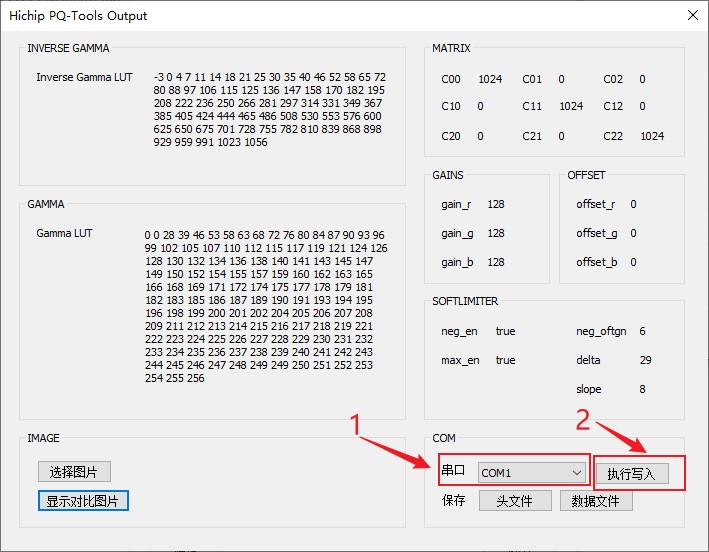 Hichip PQ-Tools Output
INVERSE GAMMA
Inverse Gamma LUT
-3 0 4 7 11 14 18 21 25 30 35 40 46 52 58 65 72
80 88 97 106 115 125 136 147 158 170 182 195
208 222 236 250 266 281 297 314 331 349 367
385 405 424 444 465 486 508 530 553 576 600
625 650 675 701 728 755 782 810 839 868 898
929 959 991 1023 1056
GAMMA
Gamma LUT
0 0 28 39 46 53 58 63 68 72 76 80 84 87 90 93 96
99 102 105 107 110 112 115 117 119 121 124 126
128 130 132 134 136 138 140 141 143 145 147
149 150 152 154 155 157 159 160 162 163 165
166 168 169 171 172 174 175 177 178 179 181
182 183 185 186 187 189 190 191 193 194 195
196 198 199 200 201 202 204 205 206 207 208
209 211 212 213 214 215 216 217 218 219 221
222 223 224 225 226 227 228 229 230 231 232
233 234 235 236 237 238 239 240 241 242 243
244 245 246 247 248 249 250 251 252 253
254 255 256
IMAGE
选择图片
显示对比图片
MATRIX
C00 1024 C01 0 C02 0
C10 0 C11 1024 C12 0
C20 0 C21 0 C22 1024
GAINS
gain_r 128
gain_g 128
gain_b 128
OFFSET
offset_r 0
offset_g 0
offset_b 0
SOFTLIMITER
neg_en true neg_oftgn 6
max_en true delta 29
slope 8
1
2
COM
串口 COM1 执行写入
保存 头文件 数据文件